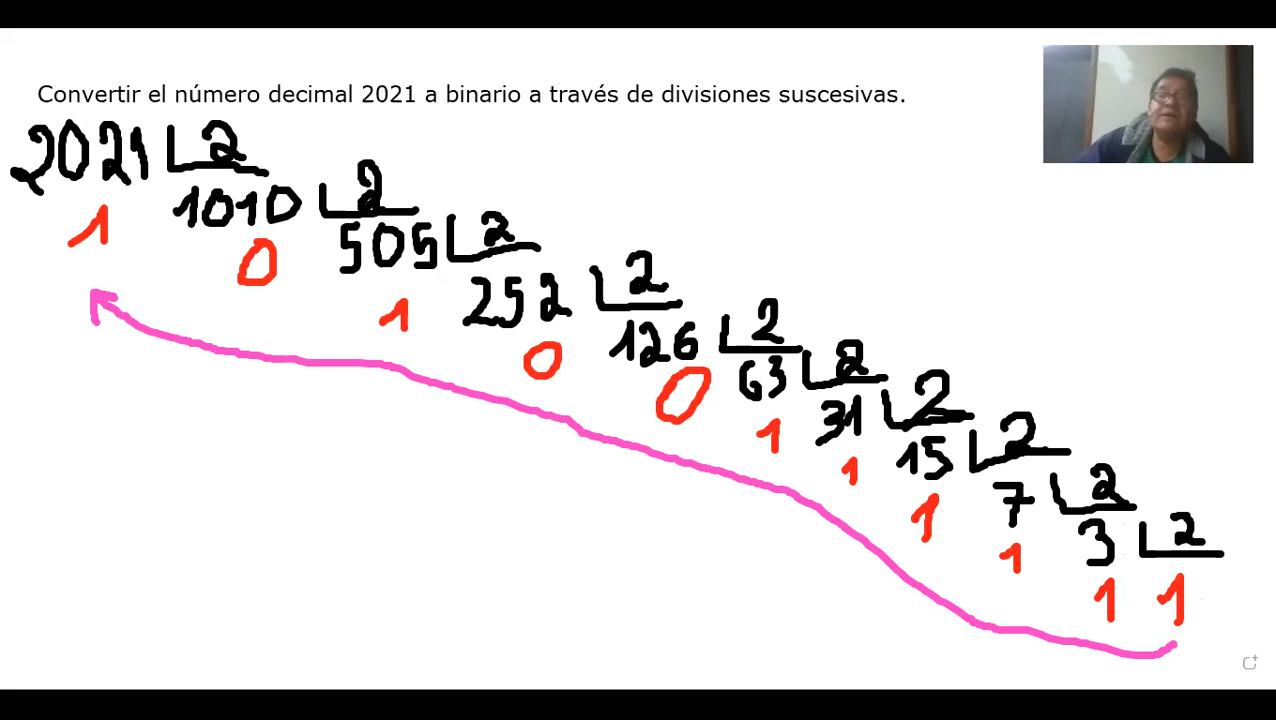 Convertir el número decimal 2021 a binario a través de divisiones suscesivas.
2021 2
1 1010 2
0 505 2
1 252 2
0 126 2
0 63 2
1 31 2
1 15 2
1 7 2
1 3 2
1 1